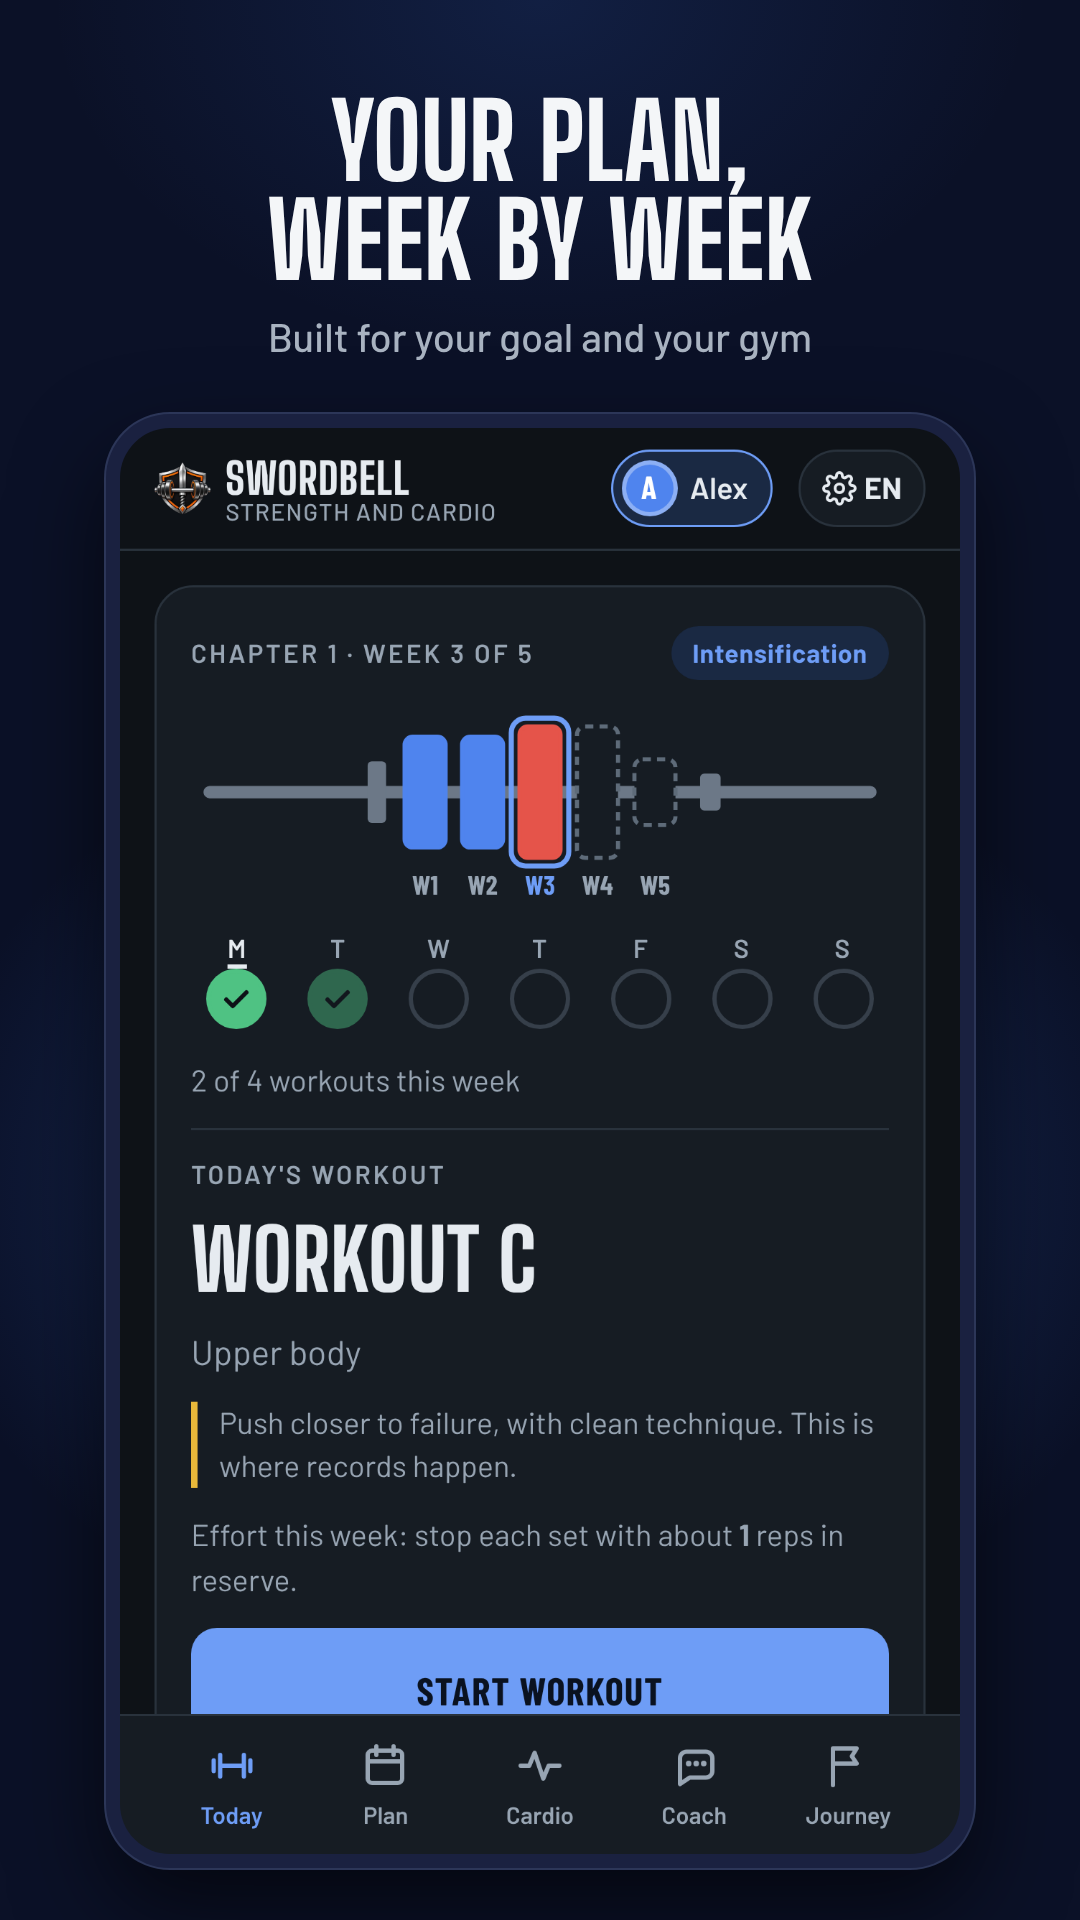 YOUR PLAN,
WEEK BY WEEK
Built for your goal and your gym
SWORDBELL
STRENGTH AND CARDIO
A Alex
EN
CHAPTER 1 · WEEK 3 OF 5
Intensification
W1 W2 W3 W4 W5
M T W T F S S
2 of 4 workouts this week
TODAY'S WORKOUT
WORKOUT C
Upper body
Push closer to failure, with clean technique. This is
where records happen.
Effort this week: stop each set with about 1 reps in
reserve.
START WORKOUT
Today Plan Cardio Coach Journey